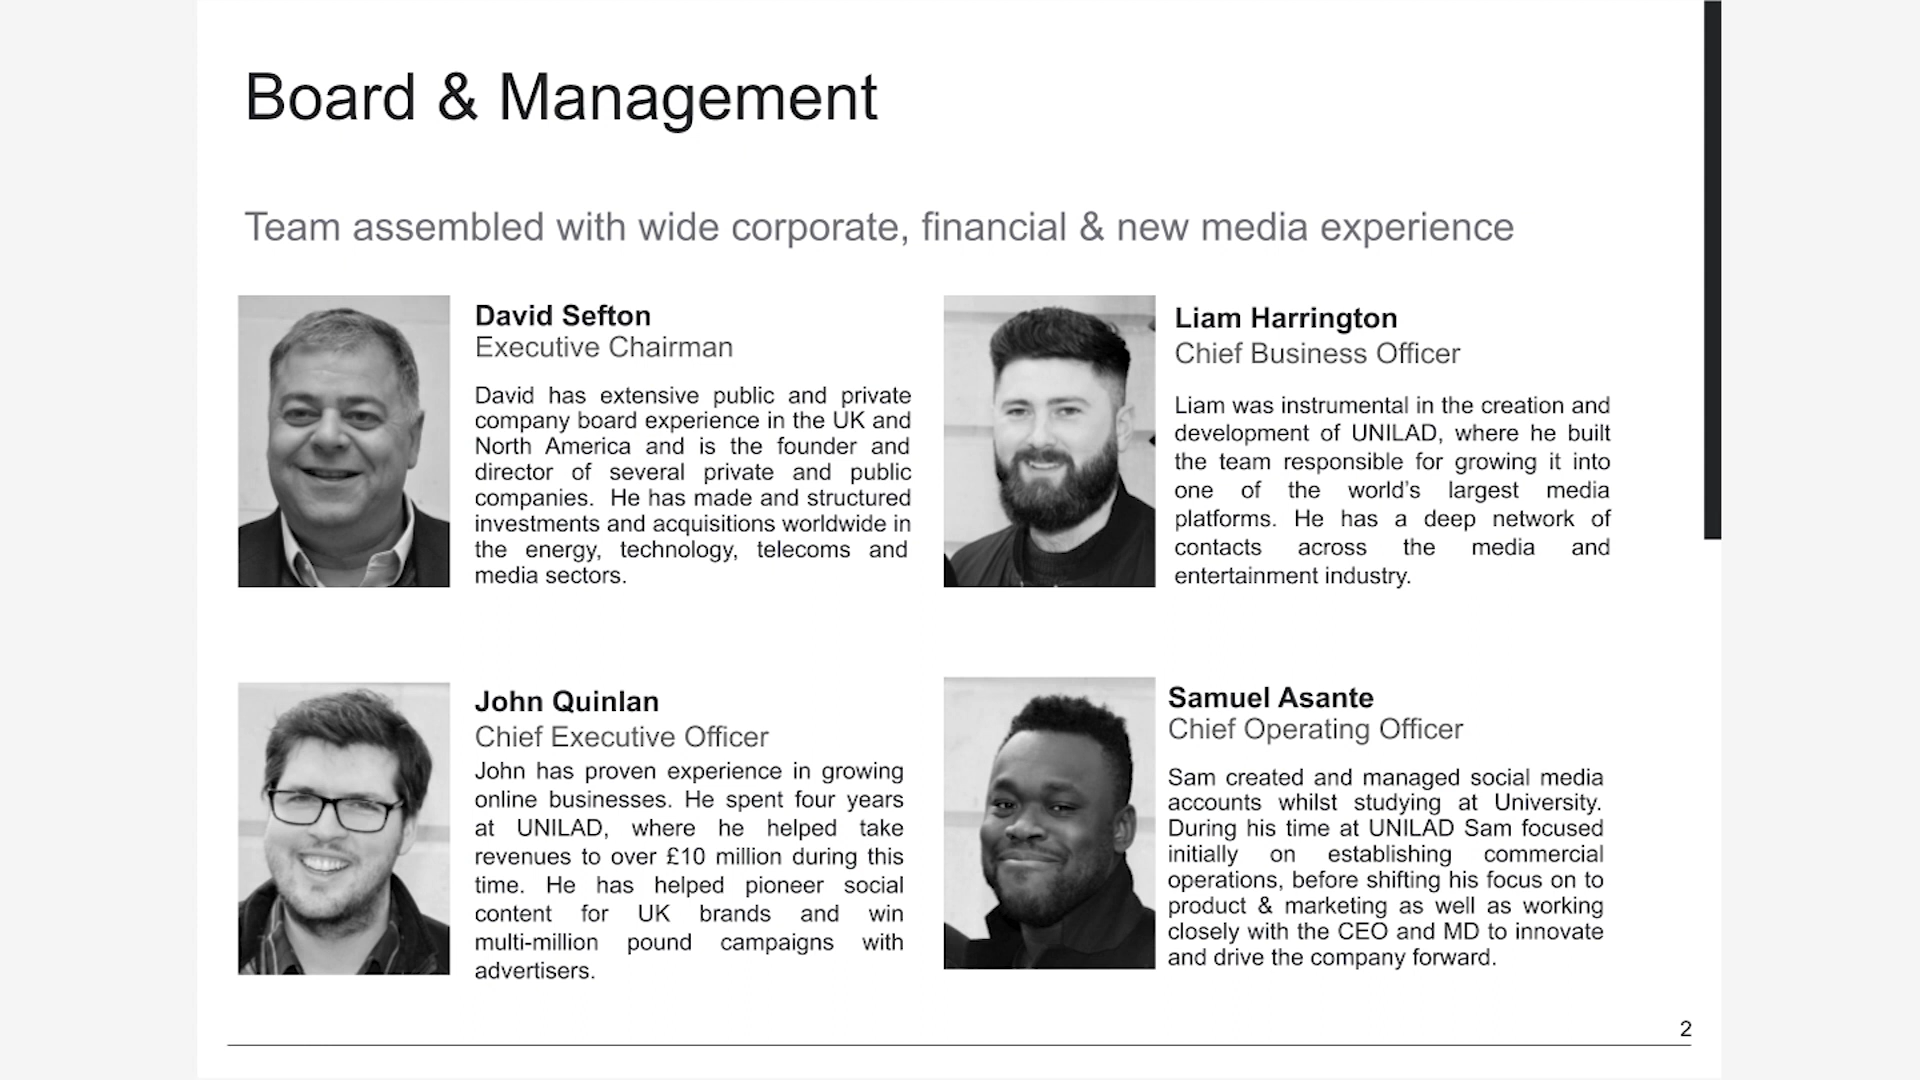 Board & Management
Team assembled with wide corporate, financial & new media experience
David Sefton
Executive Chairman
David has extensive public and private
company board experience in the UK and
North America and is the founder and
director of several private and public
companies. He has made and structured
investments and acquisitions worldwide in
the energy, technology, telecoms and
media sectors.
Liam Harrington
Chief Business Officer
Liam was instrumental in the creation and
development of UNILAD, where he built
the team responsible for growing it into
one of the world's largest media
platforms. He has a deep network of
contacts across the media and
entertainment industry.
John Quinlan
Chief Executive Officer
John has proven experience in growing
online businesses. He spent four years
at UNILAD, where he helped take
revenues to over £10 million during this
time. He has helped pioneer social
content for UK brands and win
multi-million pound campaigns with
advertisers.
Samuel Asante
Chief Operating Officer
Sam created and managed social media
accounts whilst studying at University.
During his time at UNILAD Sam focused
initially on establishing commercial
operations, before shifting his focus on to
product & marketing as well as working
closely with the CEO and MD to innovate
and drive the company forward.
2